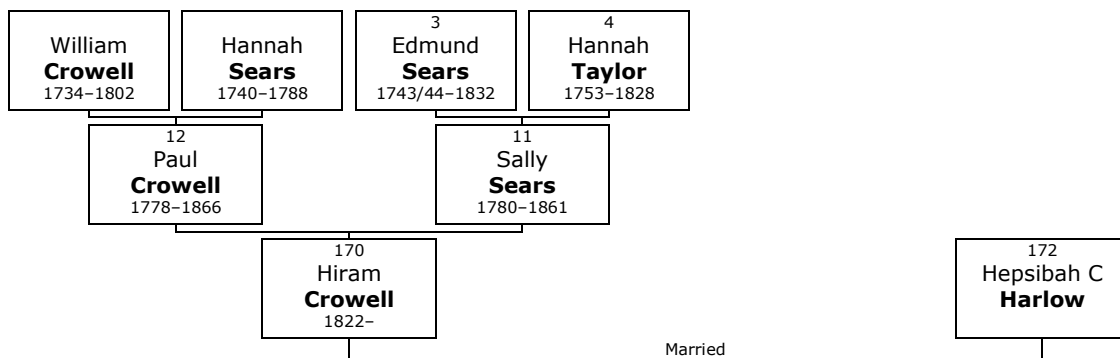 William
Crowell
1734–1802
Hannah
Sears
1740–1788
3
Edmund
Sears
1743/44–1832
4
Hannah
Taylor
1753–1828
12
Paul
Crowell
1778–1866
11
Sally
Sears
1780–1861
170
Hiram
Crowell
1822–
172
Hepsibah C
Harlow
Married